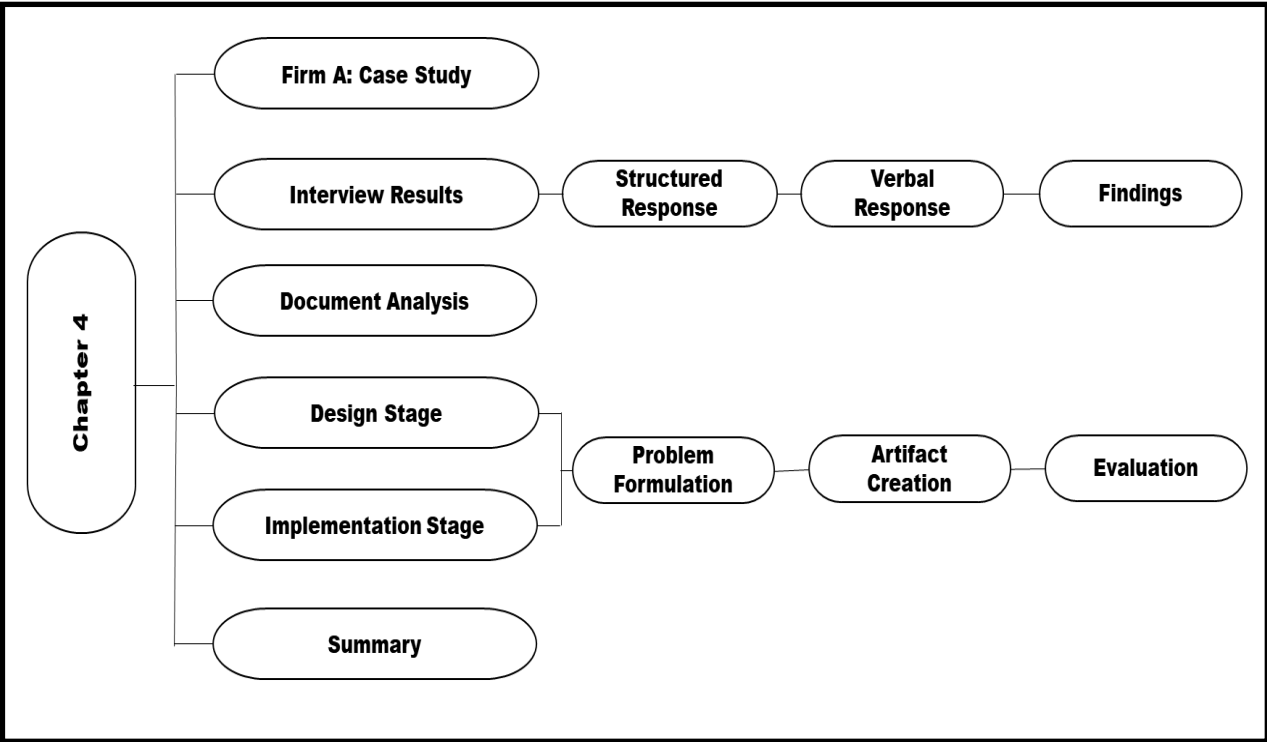 Chapter 4
Firm A: Case Study
Interview Results
Structured
Response
Verbal
Response
Findings
Document Analysis
Design Stage
Implementation Stage
Problem
Formulation
Artifact
Creation
Evaluation
Summary